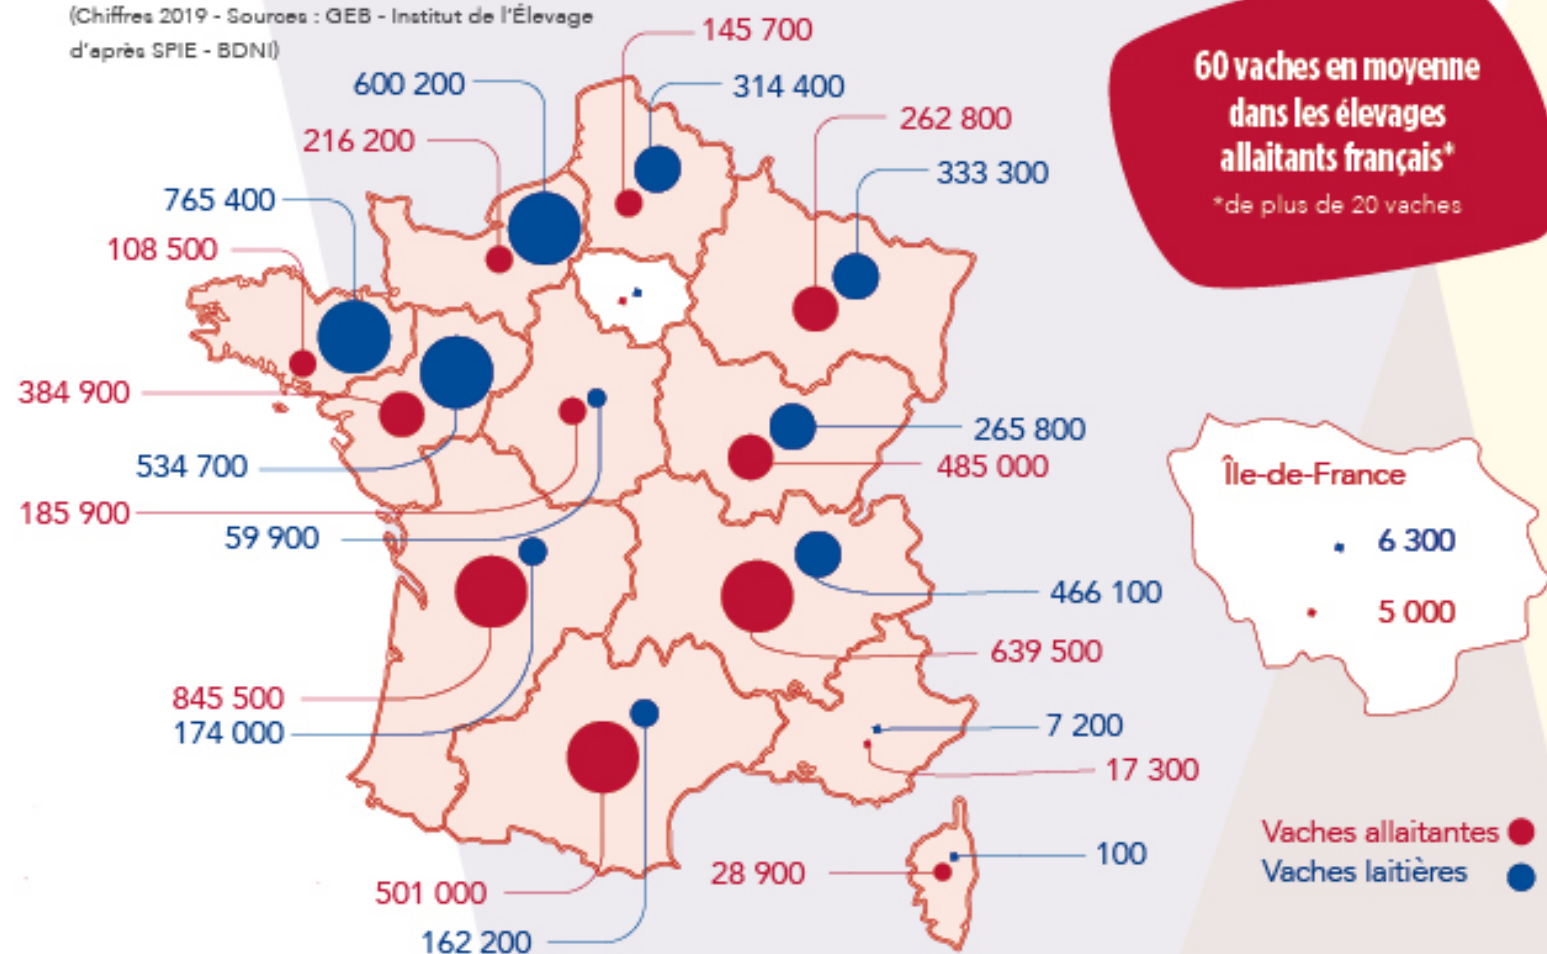 (Chiffres 2019 - Sources : GEB - Institut de l'Élevage
d'après SPIE - BDNI)
145 700
600 200
314 400
262 800
216 200
333 300
765 400
108 500
384 900
265 800
534 700
485 000
185 900
59 900
466 100
639 500
845 500
174 000
7 200
17 300
100
28 900
501 000
162 200
60 vaches en moyenne
dans les élevages
allaitants français*
*de plus de 20 vaches
Île-de-France
6 300
5 000
Vaches allaitantes
Vaches laitières